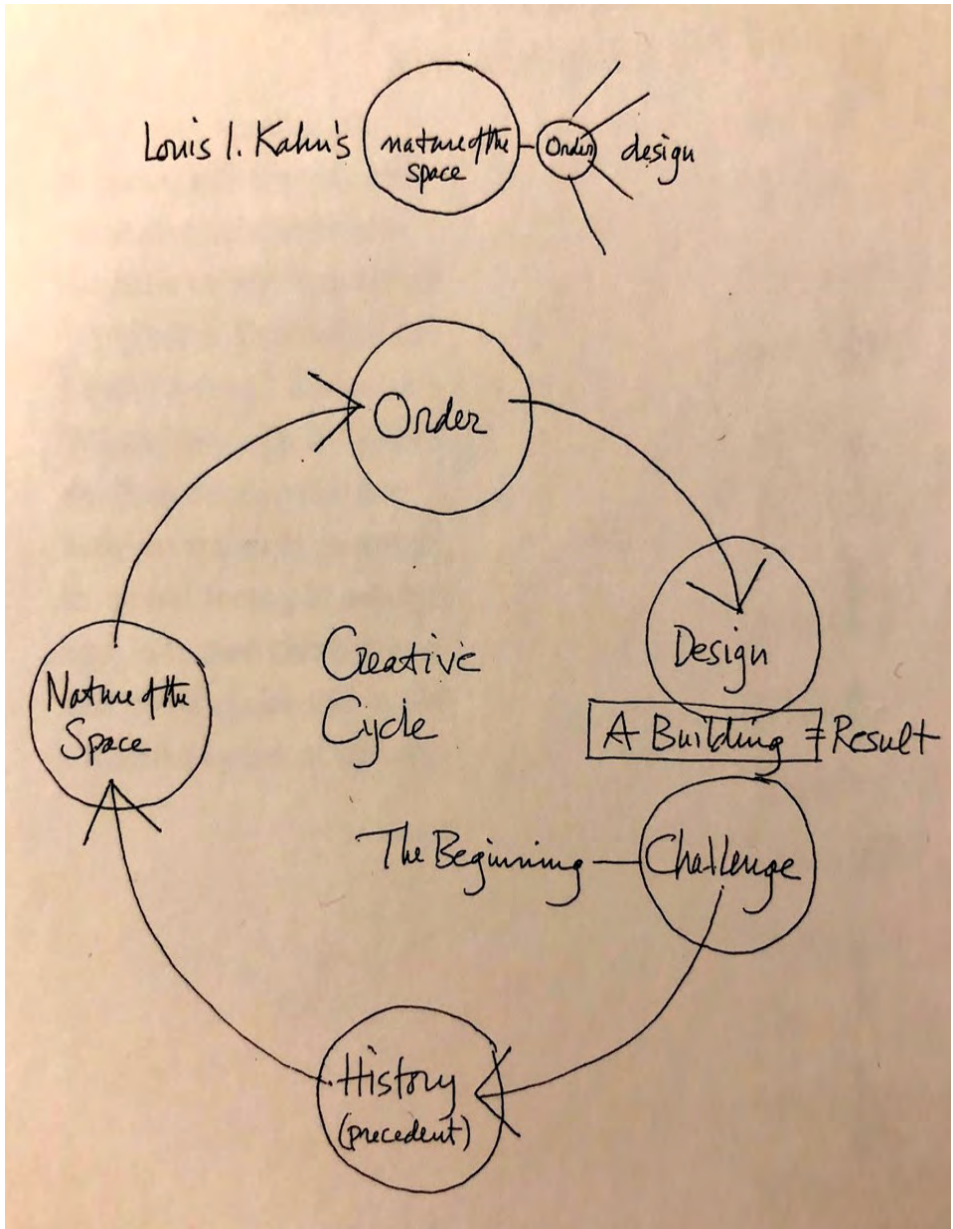 Louis I. Kahn's nature of the space Order design
Order
Design
Nature of the
Space
Creative
Cycle
A Building = Result
The Beginning
Challenge
History
(precedent)